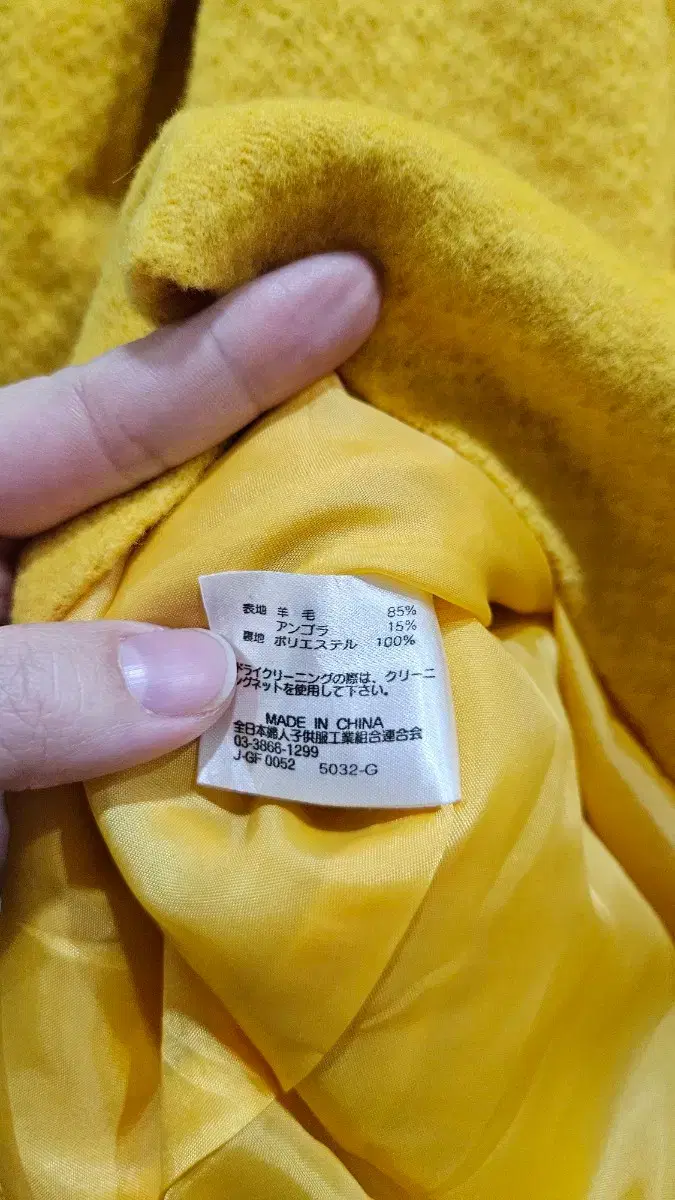 表地 羊 毛 85%
アンゴラ 15%
裏地 ポリエステル 100%
ドライクリーニングの際は、クリーニ
ングネットを使用して下さい。
MADE IN CHINA
全日本婦人子供服工業組合連合会
03-3866-1299
J-GF 0052 5032-G